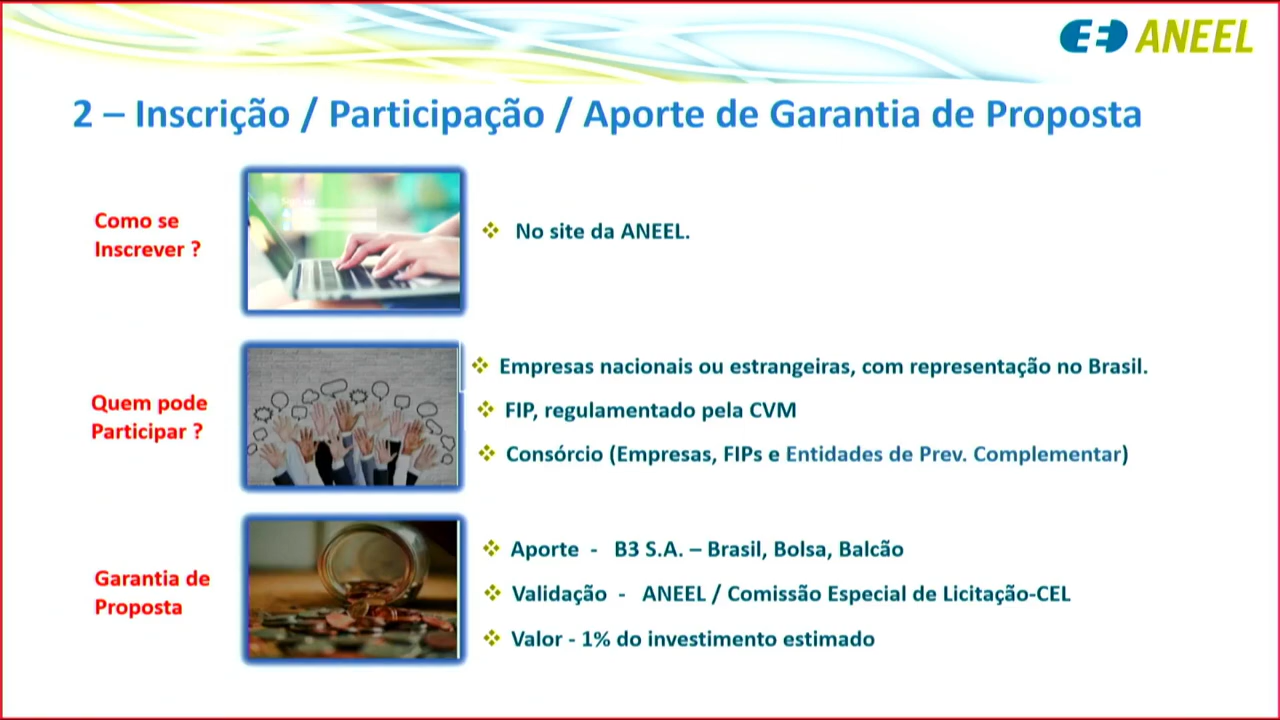 ANEEL
2 – Inscrição / Participação / Aporte de Garantia de Proposta
Como se
Inscrever ?
No site da ANEEL.
Quem pode
Participar ?
Empresas nacionais ou estrangeiras, com representação no Brasil.
FIP, regulamentado pela CVM
Consórcio (Empresas, FIPs e Entidades de Prev. Complementar)
Garantia de
Proposta
Aporte - B3 S.A. – Brasil, Bolsa, Balcão
Validação - ANEEL / Comissão Especial de Licitação-CEL
Valor - 1% do investimento estimado